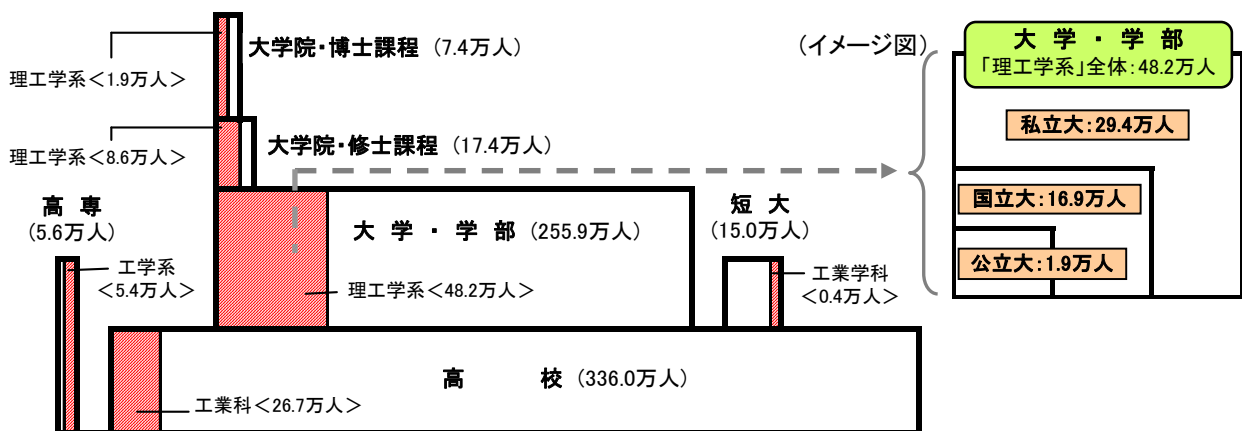 大学院・博士課程 (7.4万人)
理工学系＜1.9万人＞
大学院・修士課程 (17.4万人)
理工学系＜8.6万人＞
高 専
(5.6万人)
工学系
＜5.4万人＞
大 学 ・ 学 部 (255.9万人)
理工学系＜48.2万人＞
短 大
(15.0万人)
工業学科
＜0.4万人＞
高 校 (336.0万人)
工業科＜26.7万人＞
(イメージ図)
大 学 ・ 学 部
「理工学系」全体：48.2万人
私立大：29.4万人
国立大：16.9万人
公立大：1.9万人